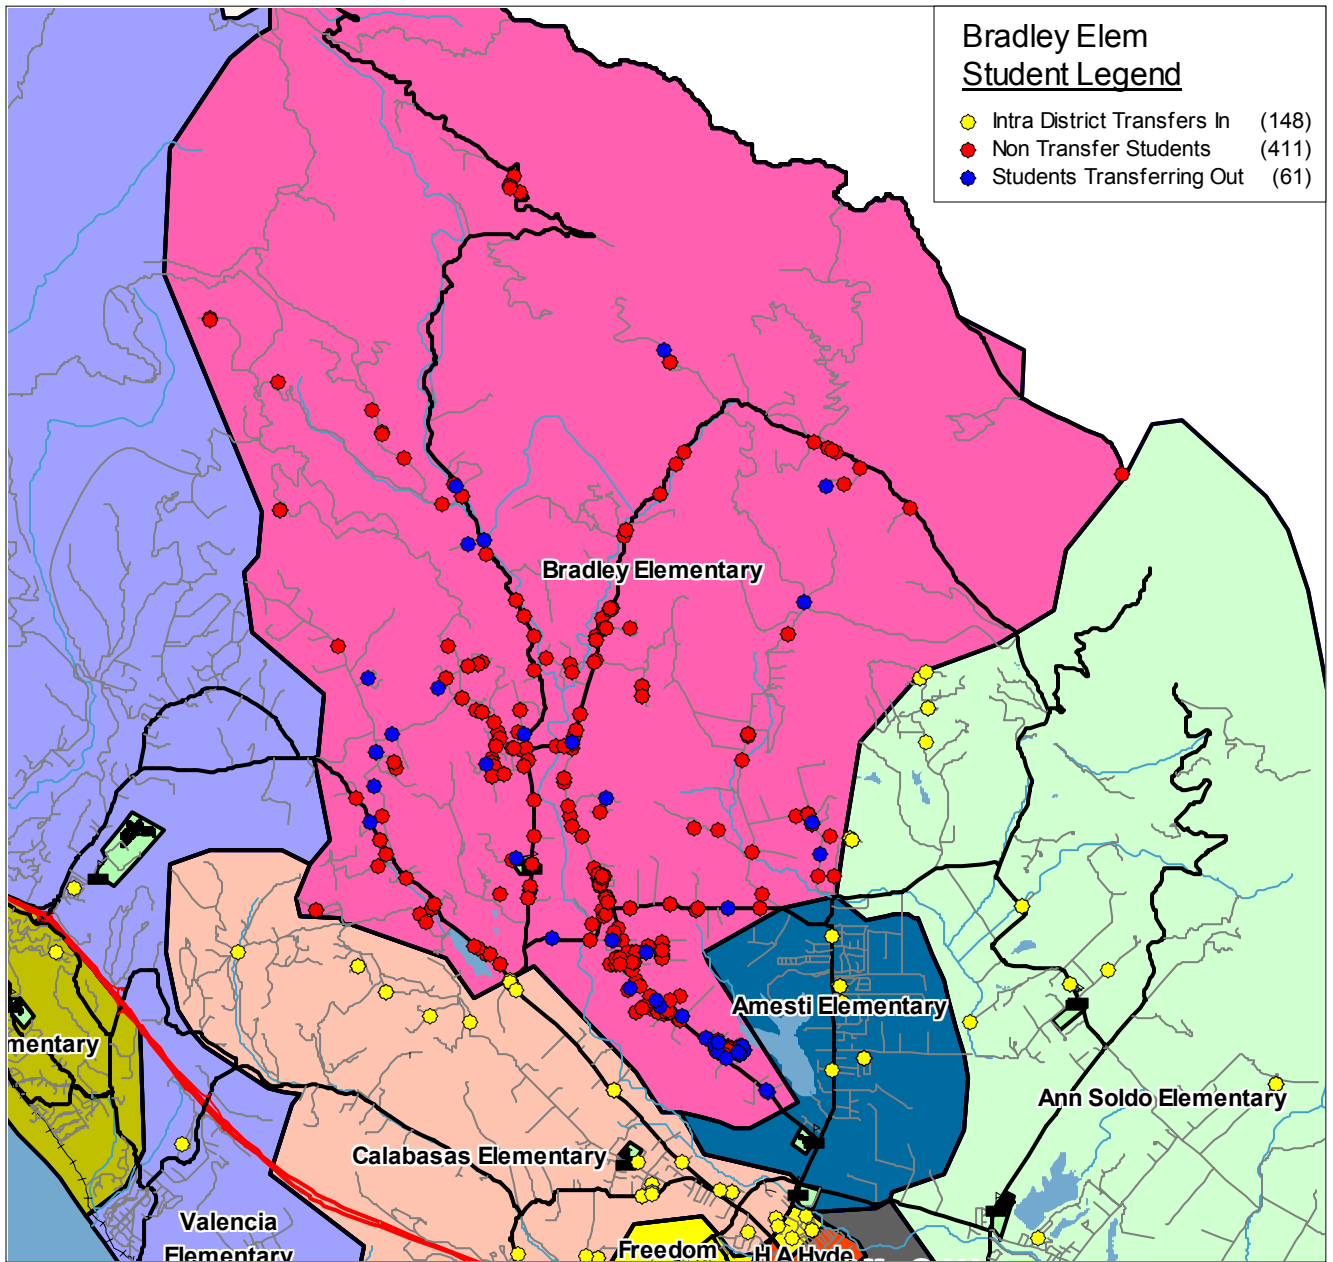 Bradley Elem
Student Legend
Intra District Transfers In (148)
Non Transfer Students (411)
Students Transferring Out (61)
Bradley Elementary
Amesti Elementary
mentary
Ann Soldo Elementary
Calabasas Elementary
Valencia
Elementary
Freedom
H A Hyde